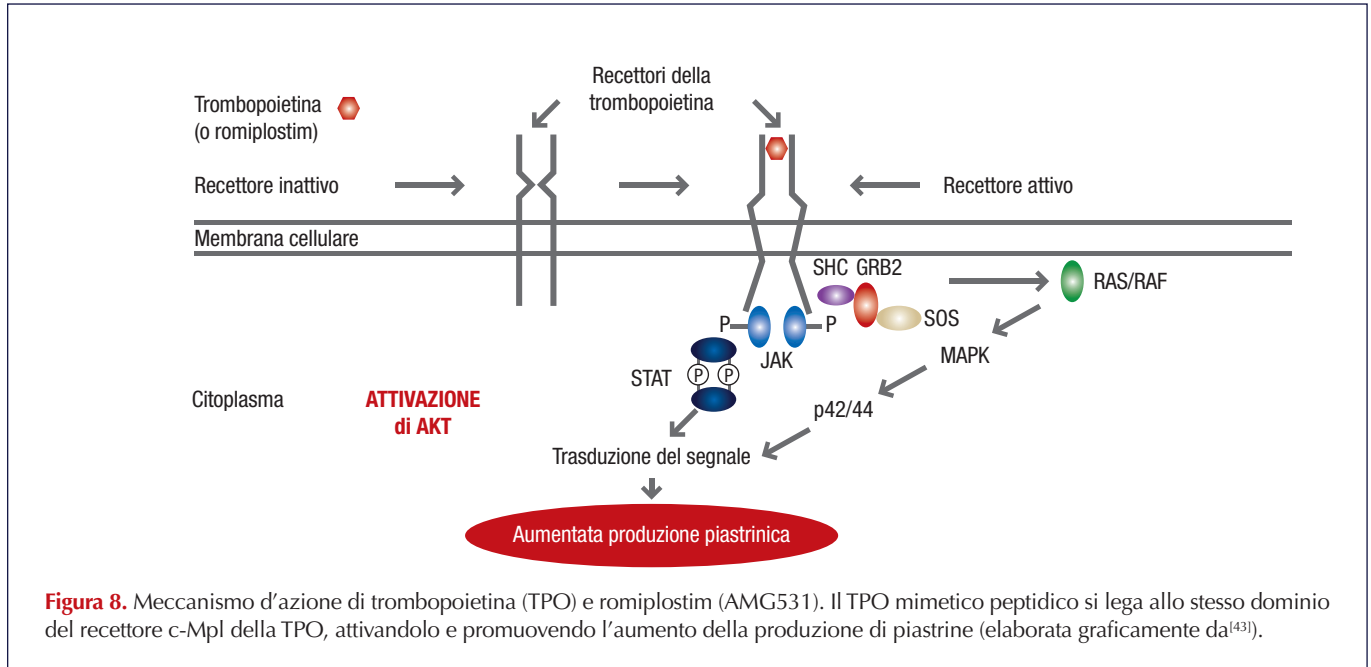 Recettori della
trombopoietina
Trombopoietina
(o romiplostim)
Recettore inattivo
Recettore attivo
Membrana cellulare
SHC GRB2
RAS/RAF
SOS
P
P
JAK
MAPK
STAT
P P
Citoplasma
ATTIVAZIONE
di AKT
p42/44
Trasduzione del segnale
Aumentata produzione piastrinica
Figura 8. Meccanismo d'azione di trombopoietina (TPO) e romiplostim (AMG531). Il TPO mimetico peptidico si lega allo stesso dominio
del recettore c-Mpl della TPO, attivandolo e promuovendo l'aumento della produzione di piastrine (elaborata graficamente da[43]).